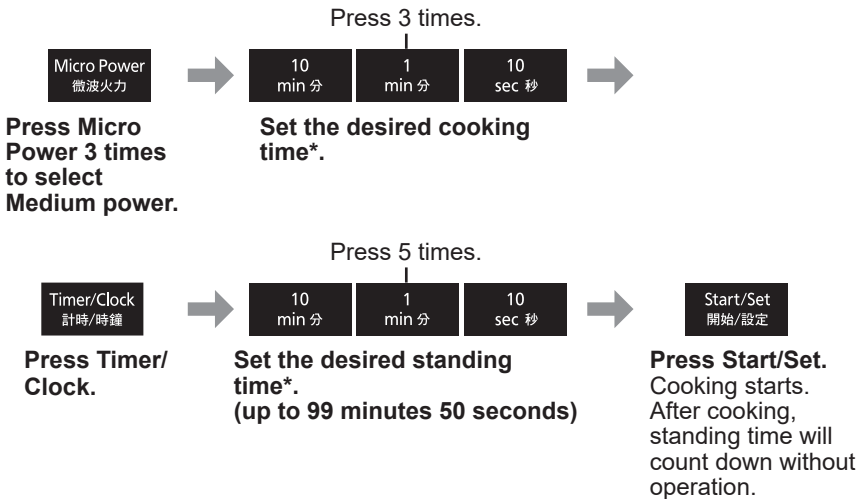 Press 3 times.
Micro Power
微波火力
10
min 分
1
min 分
10
sec 秒
Press Micro
Power 3 times
to select
Medium power.
Set the desired cooking
time*.
Press 5 times.
Timer/Clock
計時/時鐘
10
min 分
1
min 分
10
sec 秒
Start/Set
開始/設定
Press Timer/
Clock.
Set the desired standing
time*.
(up to 99 minutes 50 seconds)
Press Start/Set.
Cooking starts.
After cooking,
standing time will
count down without
operation.